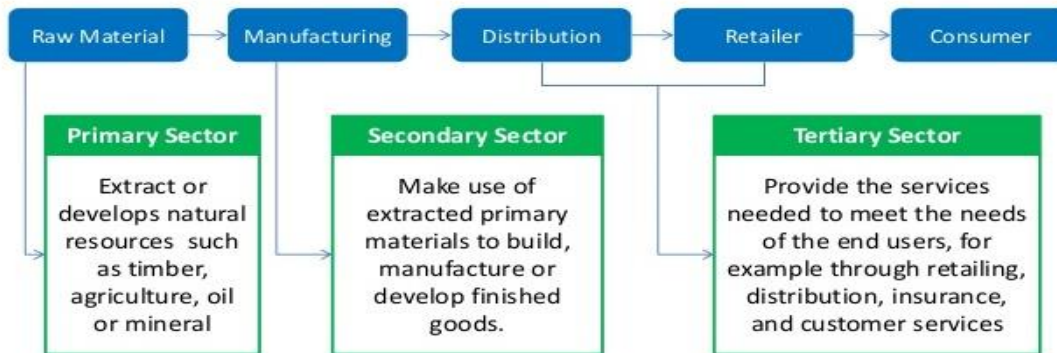 Raw Material
Manufacturing
Distribution
Retailer
Consumer
Primary Sector
Extract or
develops natural
resources such
as timber,
agriculture, oil
or mineral
Secondary Sector
Make use of
extracted primary
materials to build,
manufacture or
develop finished
goods.
Tertiary Sector
Provide the services
needed to meet the needs
of the end users, for
example through retailing,
distribution, insurance,
and customer services